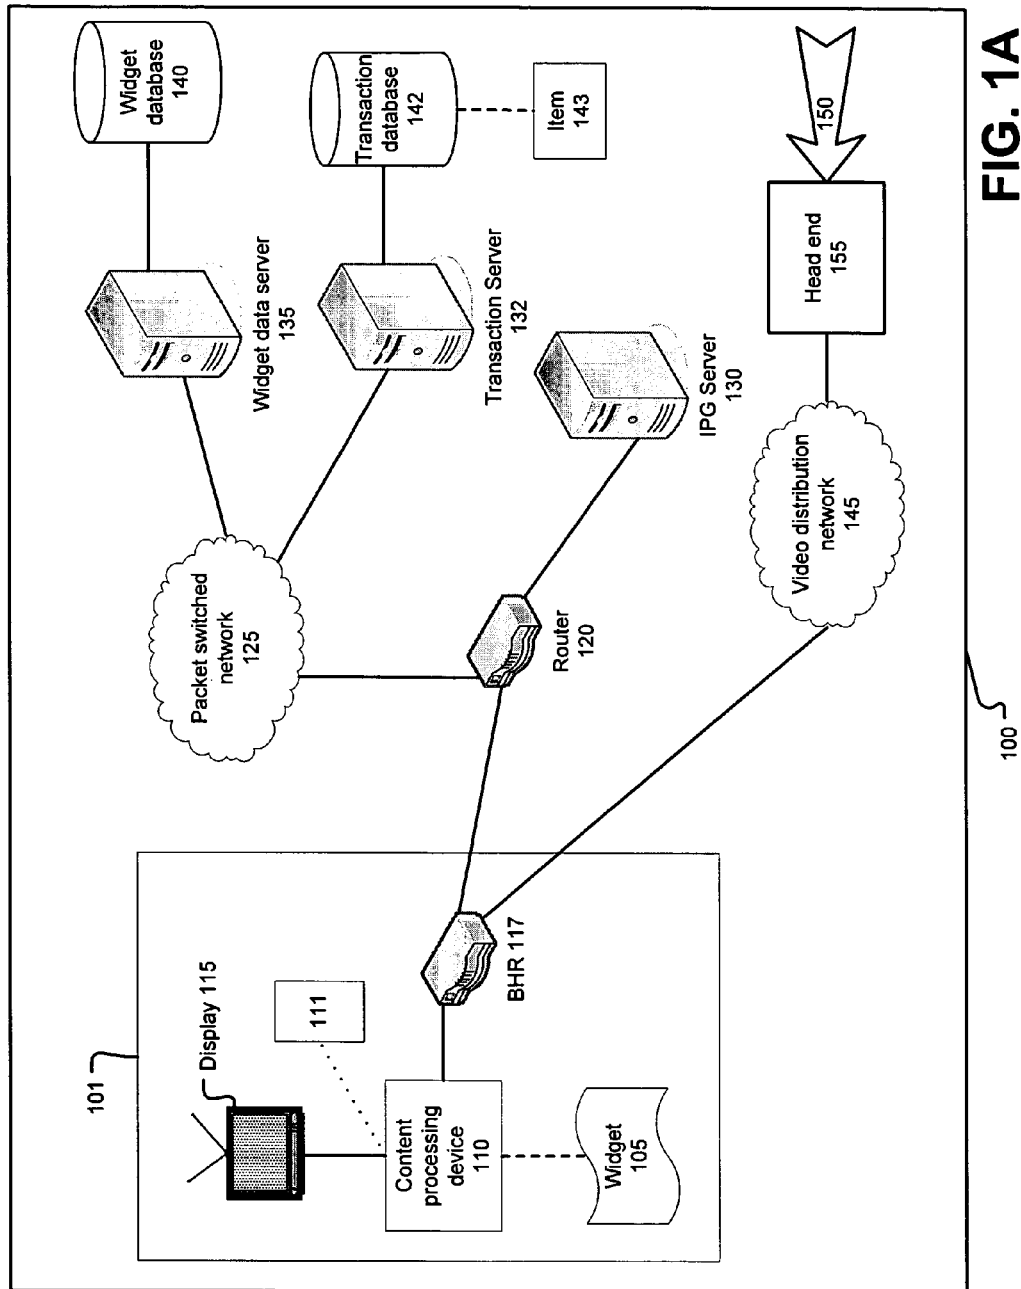 101
Display 115
111
Content
processing
device
110
Widget
105
BHR 117
Packet switched
network
125
Router
120
Widget data server
135
Widget
database
140
Transaction Server
132
Transaction
database
142
Item
143
IPG Server
130
Video distribution
network
145
Head end
155
150
100
FIG. 1A